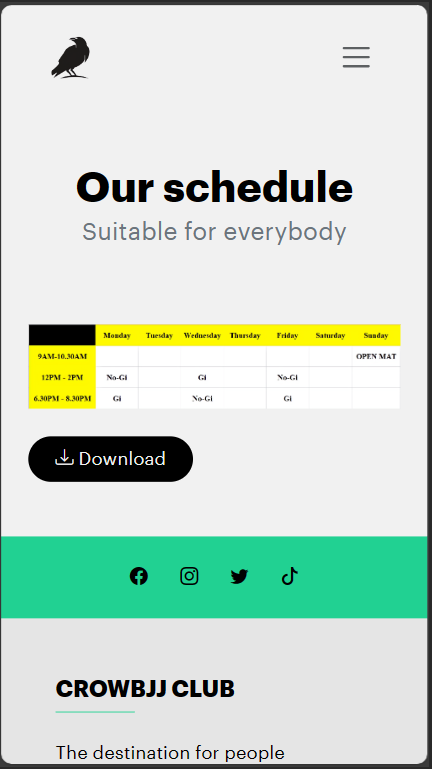 Our schedule
Suitable for everybody
Monday Tuesday Wednesday Thursday Friday Saturday Sunday
9AM-10.30AM OPEN MAT
12PM - 2PM No-Gi Gi No-Gi
6.30PM - 8.30PM Gi No-Gi Gi
Download
CROWBJJ CLUB
The destination for people